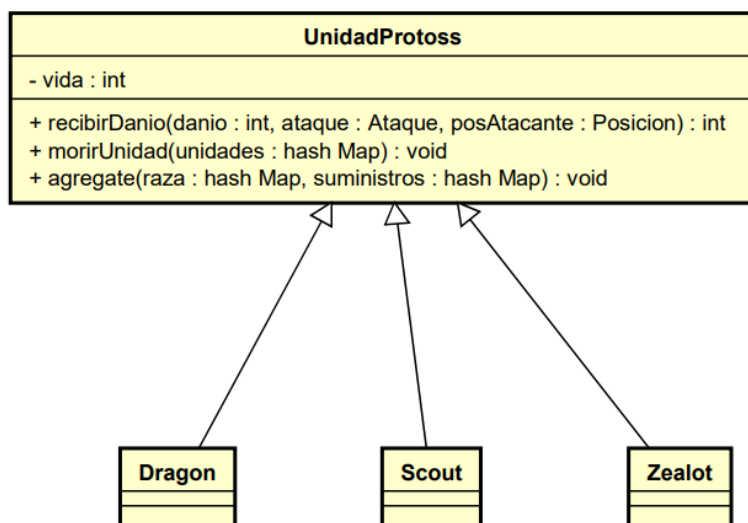 UnidadProtoss
- vida : int
+ recibirDanio(danio : int, ataque : Ataque, posAtacante : Posicion) : int
+ morirUnidad(unidades : hash Map) : void
+ agregate(raza : hash Map, suministros : hash Map) : void
Dragon
Scout
Zealot